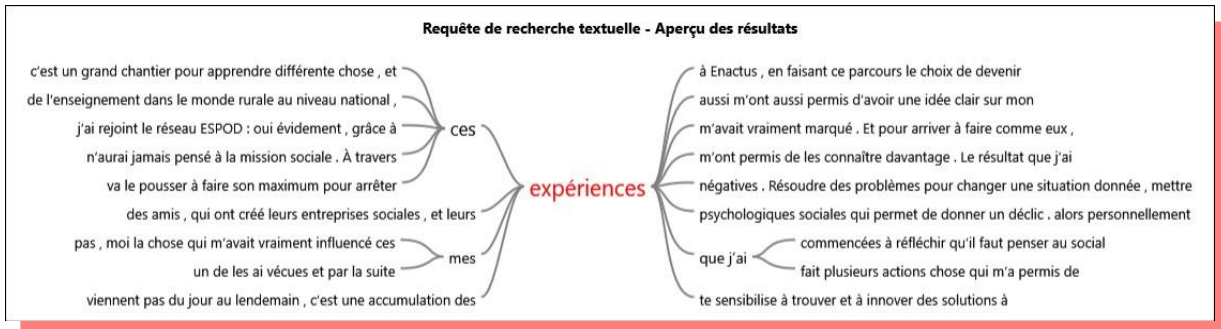 Requête de recherche textuelle - Aperçu des résultats
c'est un grand chantier pour apprendre différente chose , et
de l'enseignement dans le monde rurale au niveau national ,
j'ai rejoint le réseau ESPOD : oui évidement , grâce à
n'aurai jamais pensé à la mission sociale . À travers
va le pousser à faire son maximum pour arrêter
ces
des amis , qui ont créé leurs entreprises sociales , et leurs
pas , moi la chose qui m'avait vraiment influencé ces
un de les ai vécues et par la suite
mes
viennent pas du jour au lendemain , c'est une accumulation des
expériences
à Enactus , en faisant ce parcours le choix de devenir
aussi m'ont aussi permis d'avoir une idée clair sur mon
m'avait vraiment marqué . Et pour arriver à faire comme eux ,
m'ont permis de les connaître davantage . Le résultat que j'ai
négatives . Résoudre des problèmes pour changer une situation donnée , mettre
psychologiques sociales qui permet de donner un déclic . alors personnellement
que j'ai
commencées à réfléchir qu'il faut penser au social
fait plusieurs actions chose qui m'a permis de
te sensibilise à trouver et à innover des solutions à